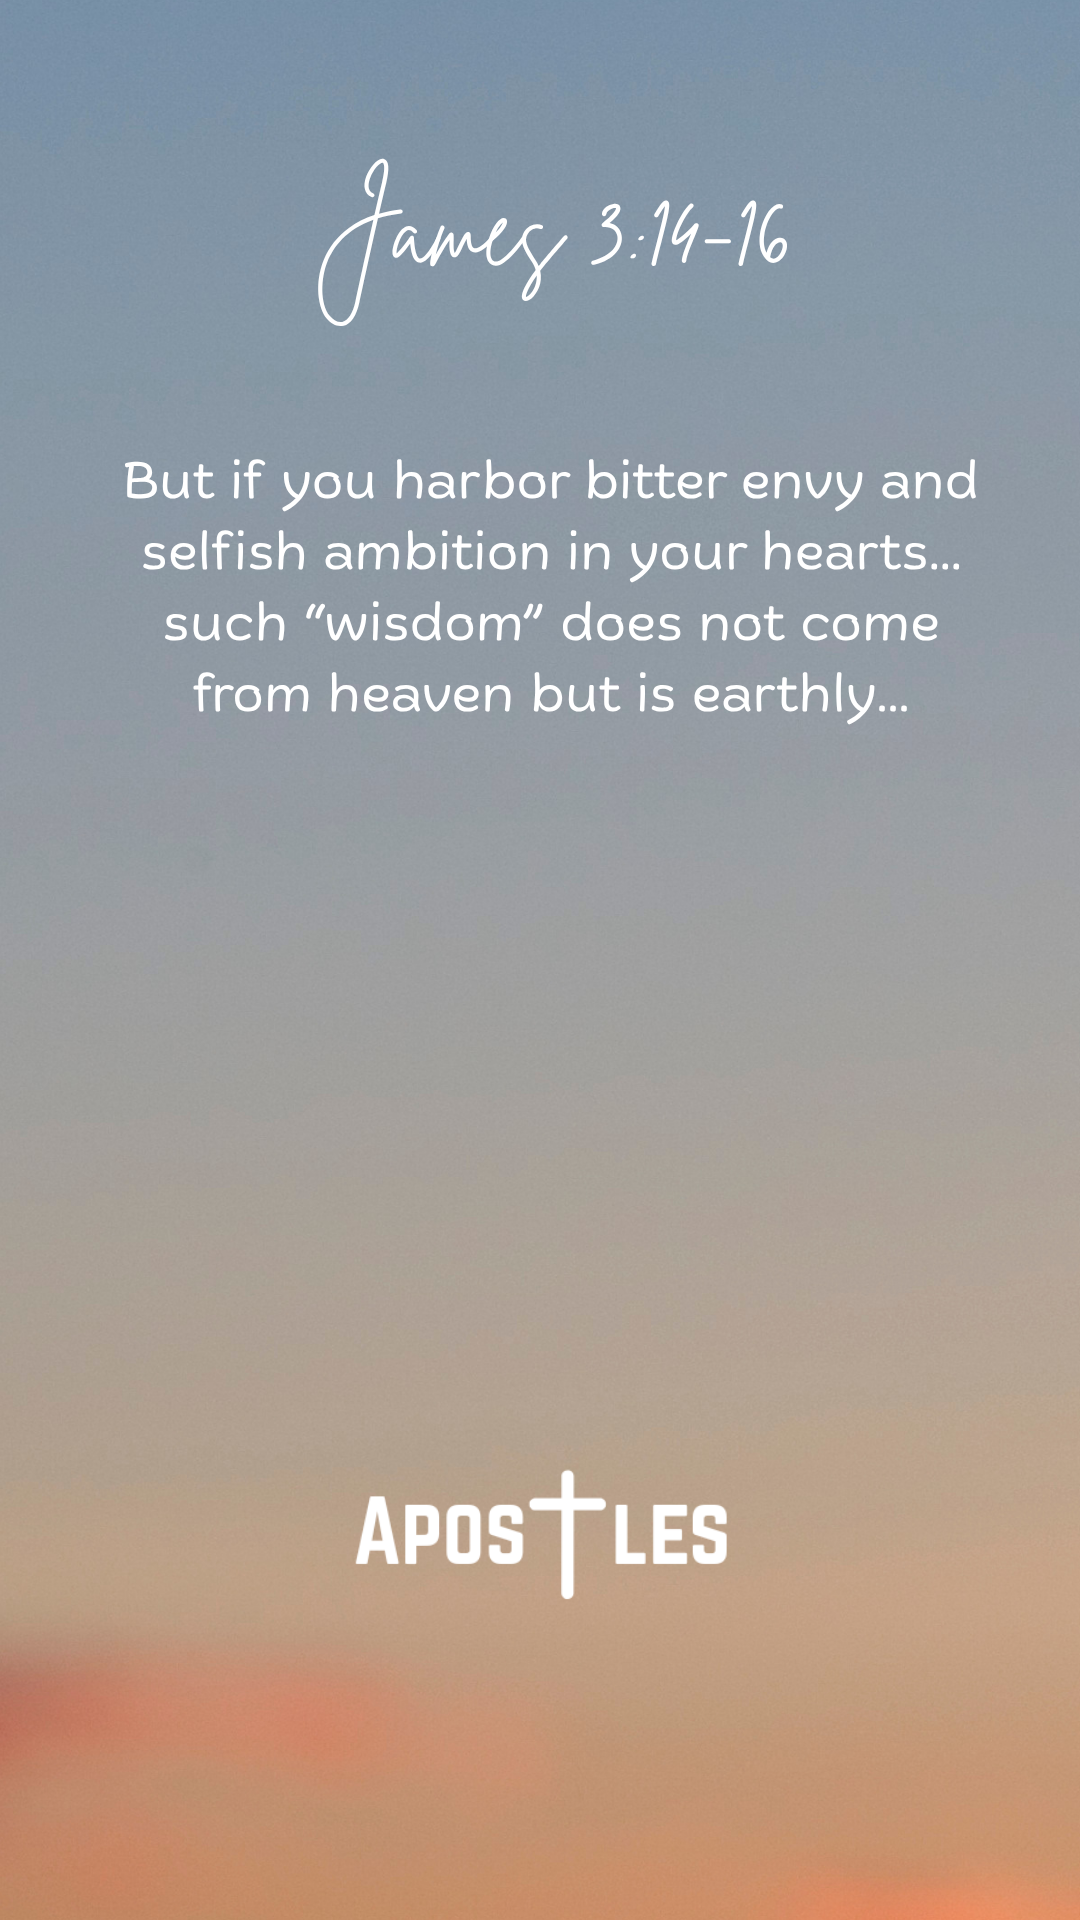 James 3:14-16
But if you harbor bitter envy and
selfish ambition in your hearts...
such “wisdom” does not come
from heaven but is earthly...
APOSTLES